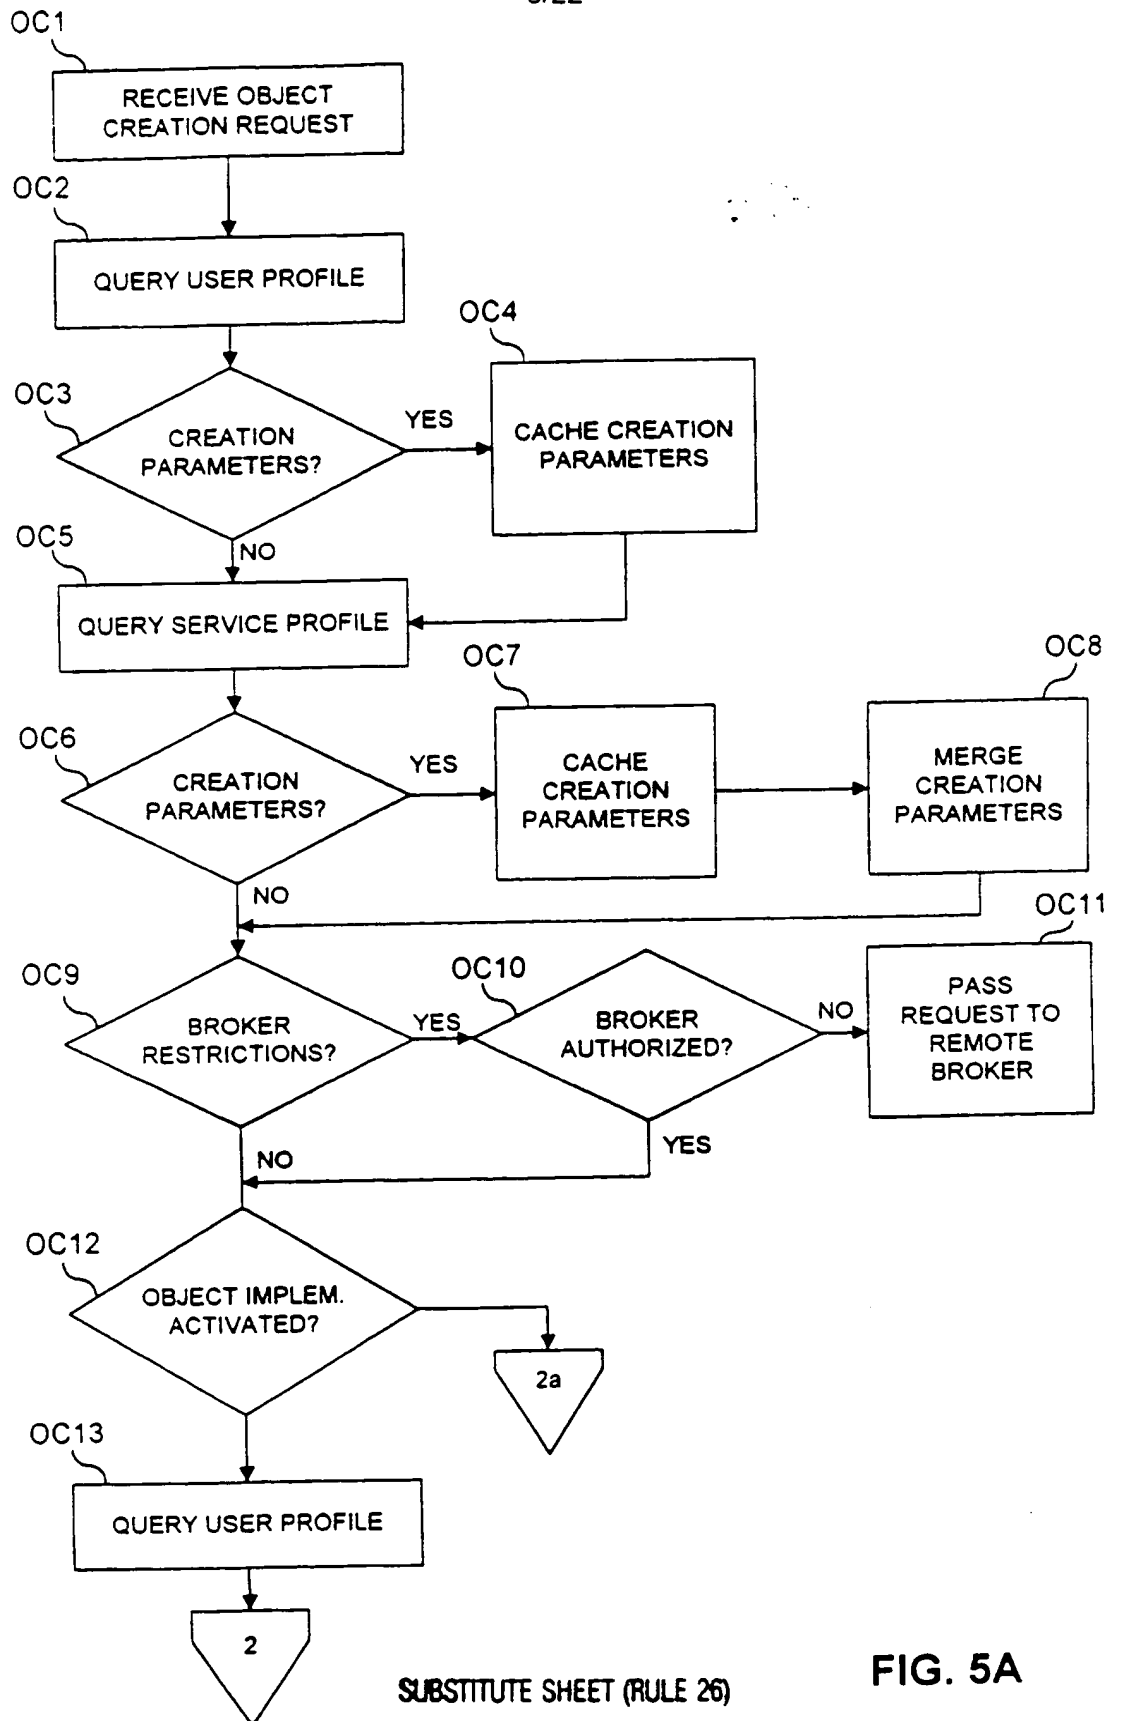 OC1
RECEIVE OBJECT
CREATION REQUEST
OC2
QUERY USER PROFILE
OC3
CREATION
PARAMETERS?
YES
OC4
CACHE CREATION
PARAMETERS
NO
OC5
QUERY SERVICE PROFILE
OC6
CREATION
PARAMETERS?
YES
OC7
CACHE
CREATION
PARAMETERS
OC8
MERGE
CREATION
PARAMETERS
NO
OC9
BROKER
RESTRICTIONS?
YES
OC10
BROKER
AUTHORIZED?
NO
OC11
PASS
REQUEST TO
REMOTE
BROKER
NO
YES
OC12
OBJECT IMPLEM.
ACTIVATED?
2a
OC13
QUERY USER PROFILE
2
SUBSTITUTE SHEET (RULE 26)
FIG. 5A